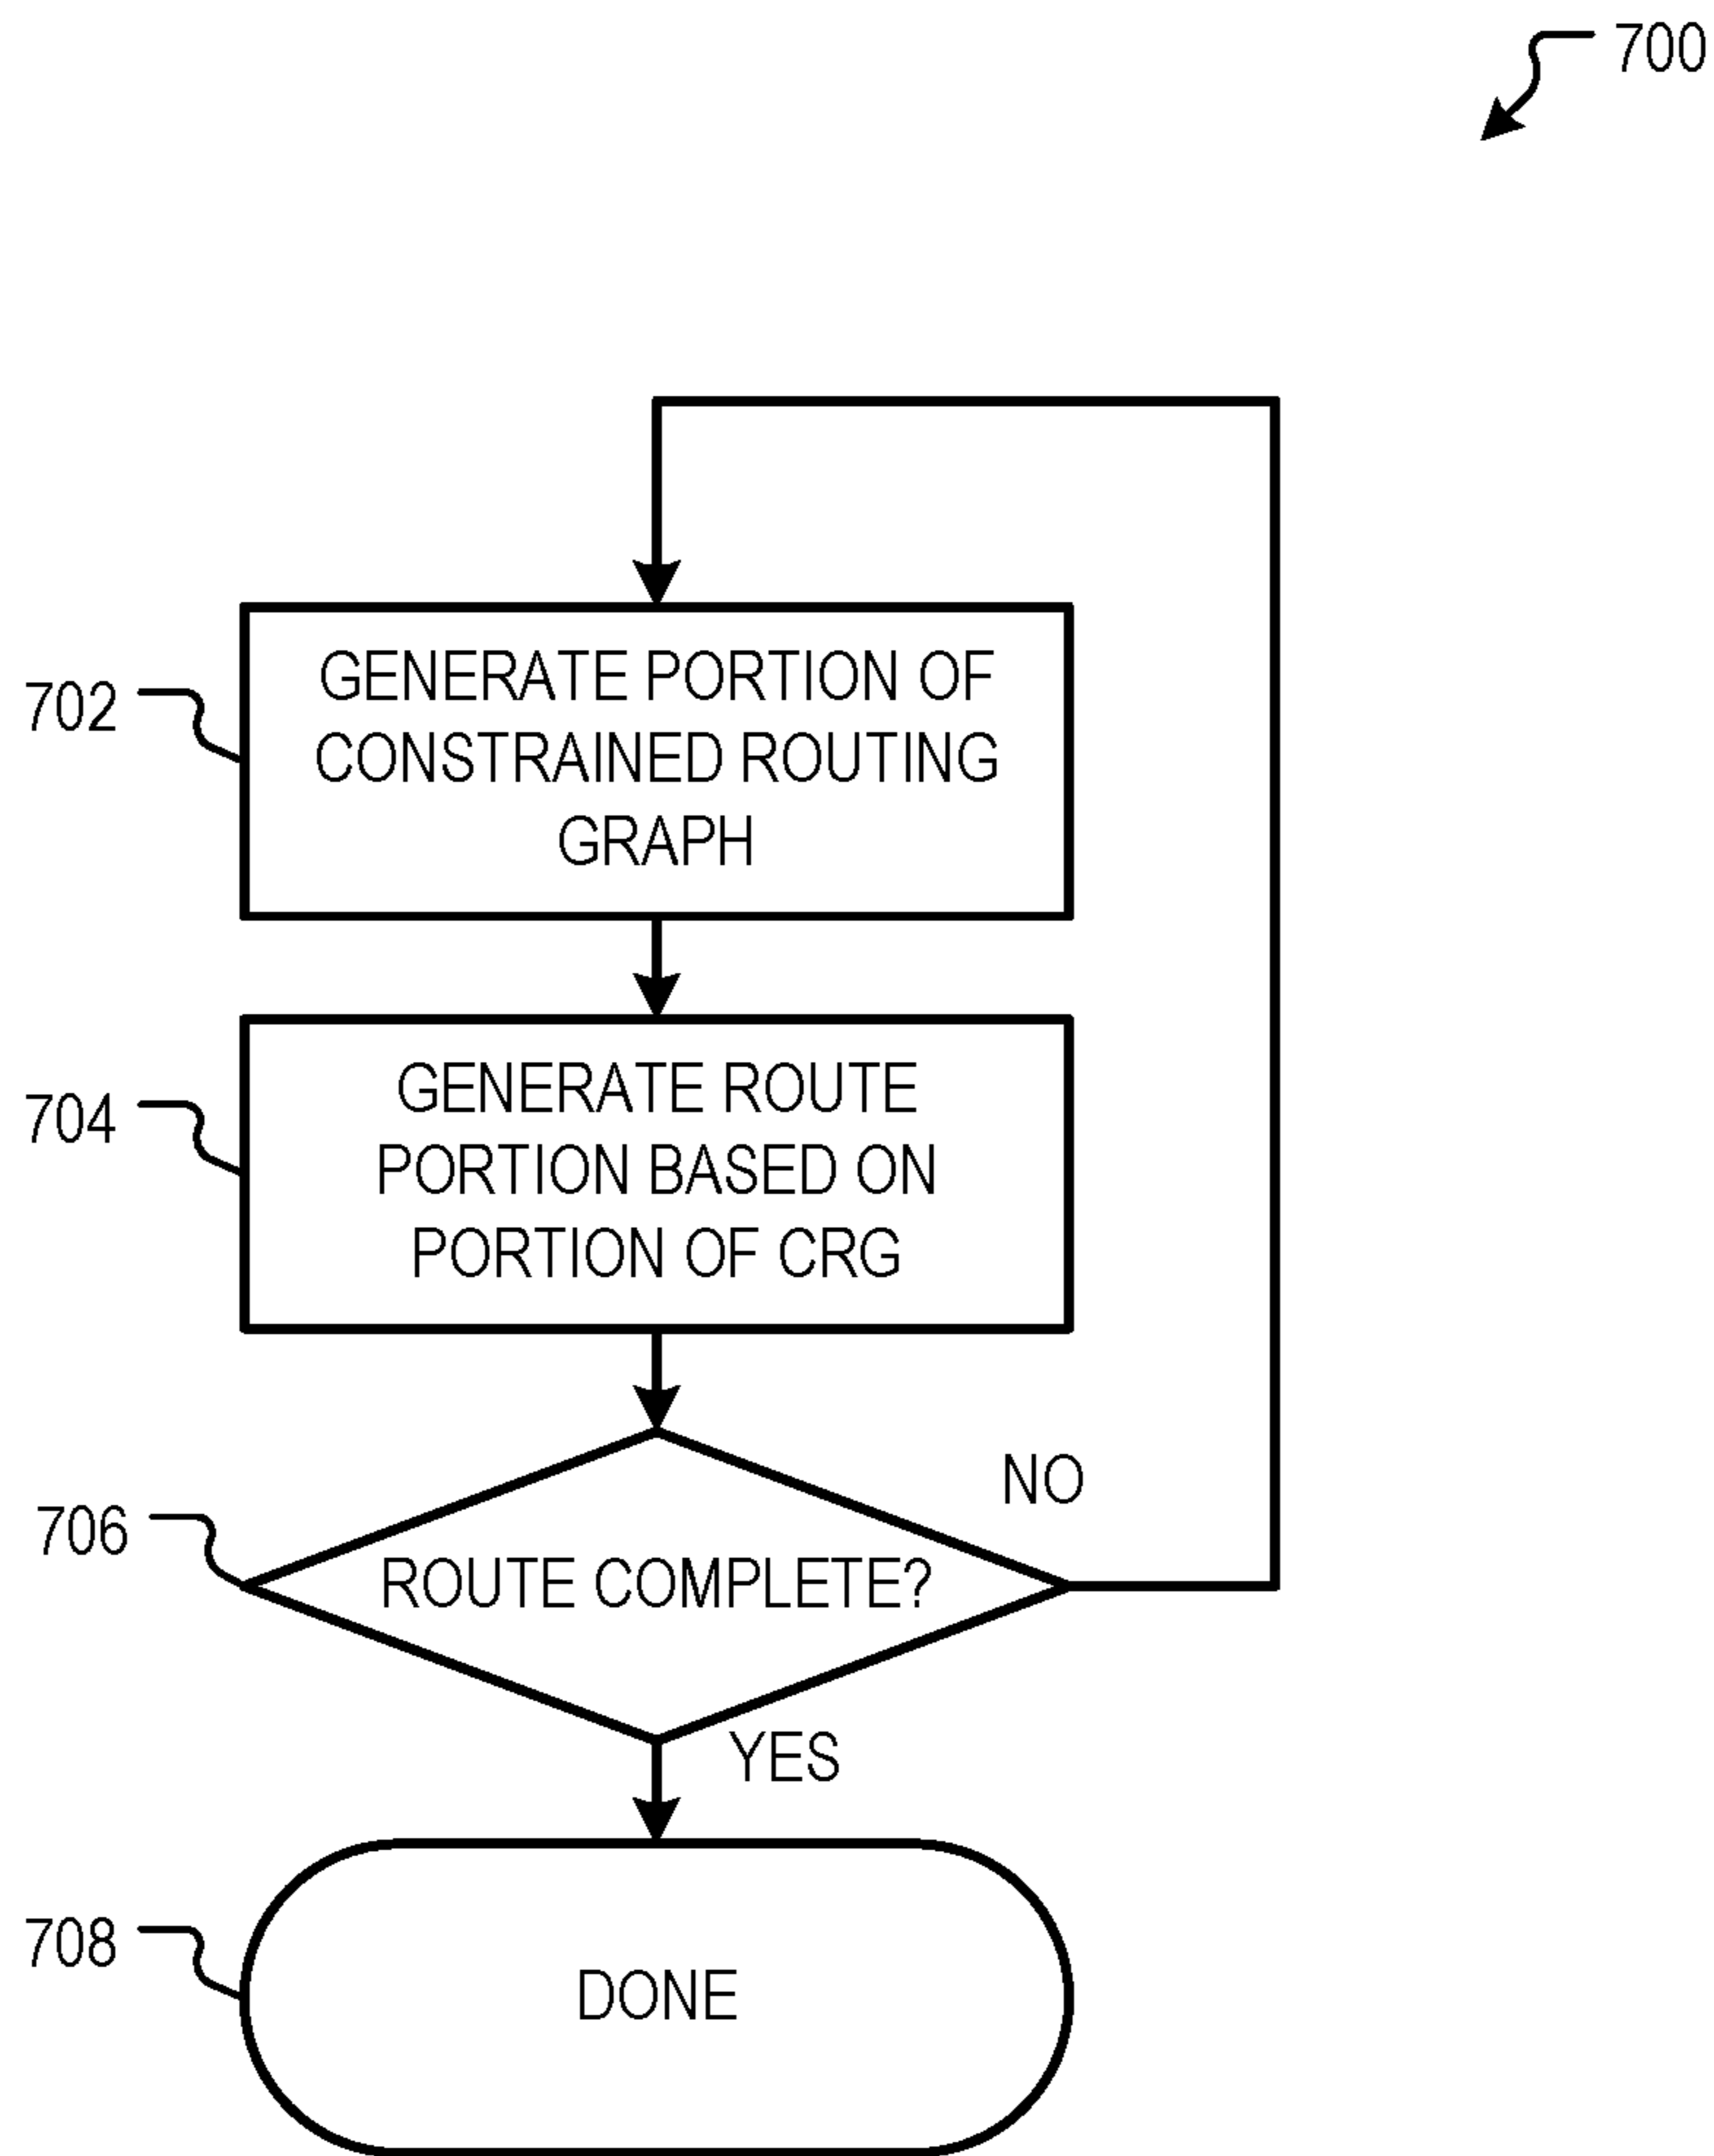 700
702
GENERATE PORTION OF
CONSTRAINED ROUTING
GRAPH
704
GENERATE ROUTE
PORTION BASED ON
PORTION OF CRG
NO
706
ROUTE COMPLETE?
YES
708
DONE